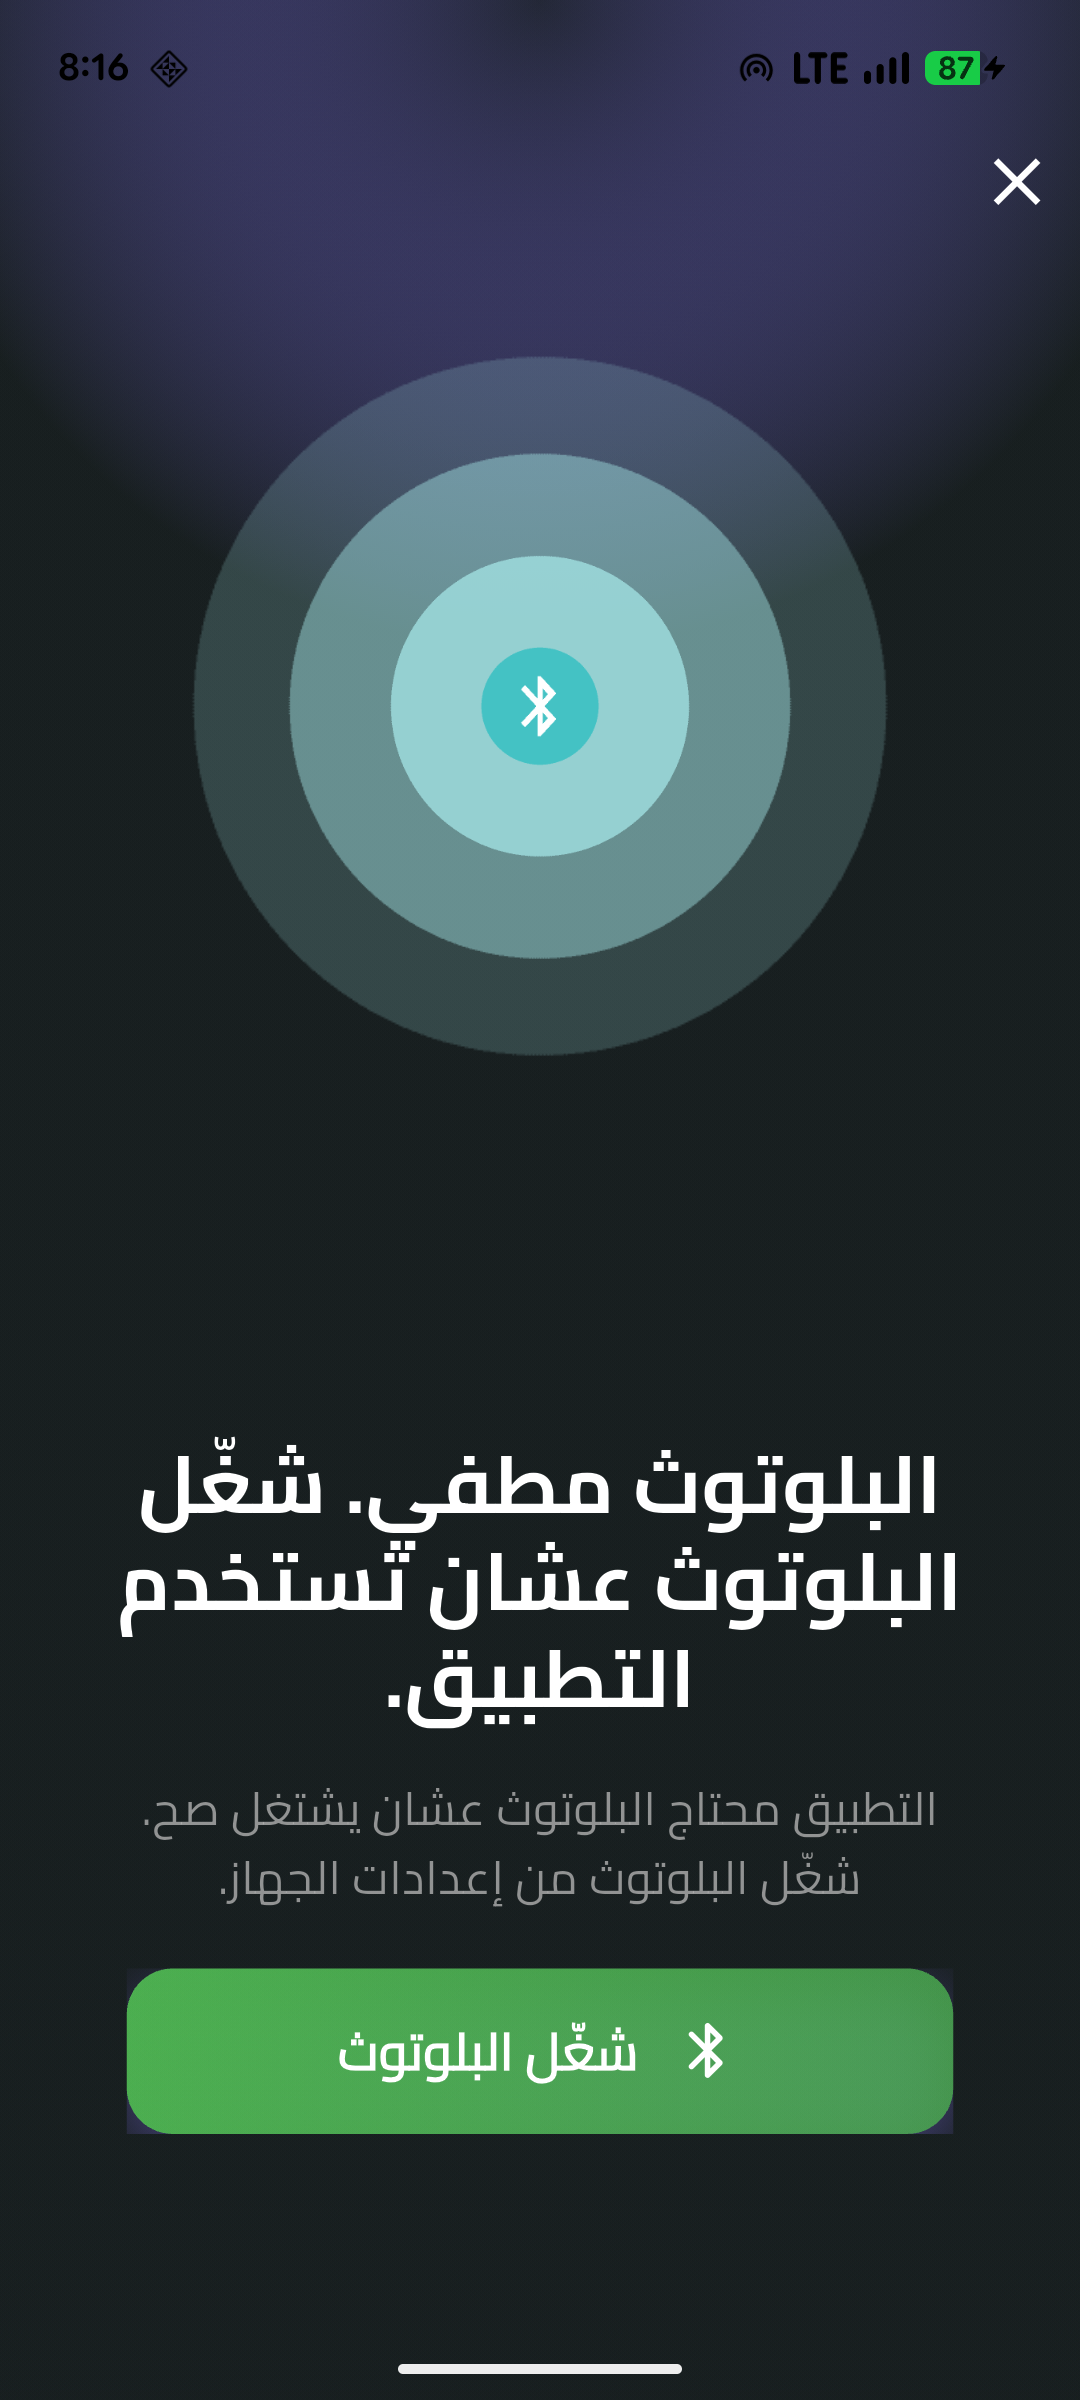 8:16
LTE
87
البلوتوث مطفي. شغّل
البلوتوث عشان تستخدم
التطبيق.
التطبيق محتاج البلوتوث عشان يشتغل صح.
شغّل البلوتوث من إعدادات الجهاز.
شغّل البلوتوث